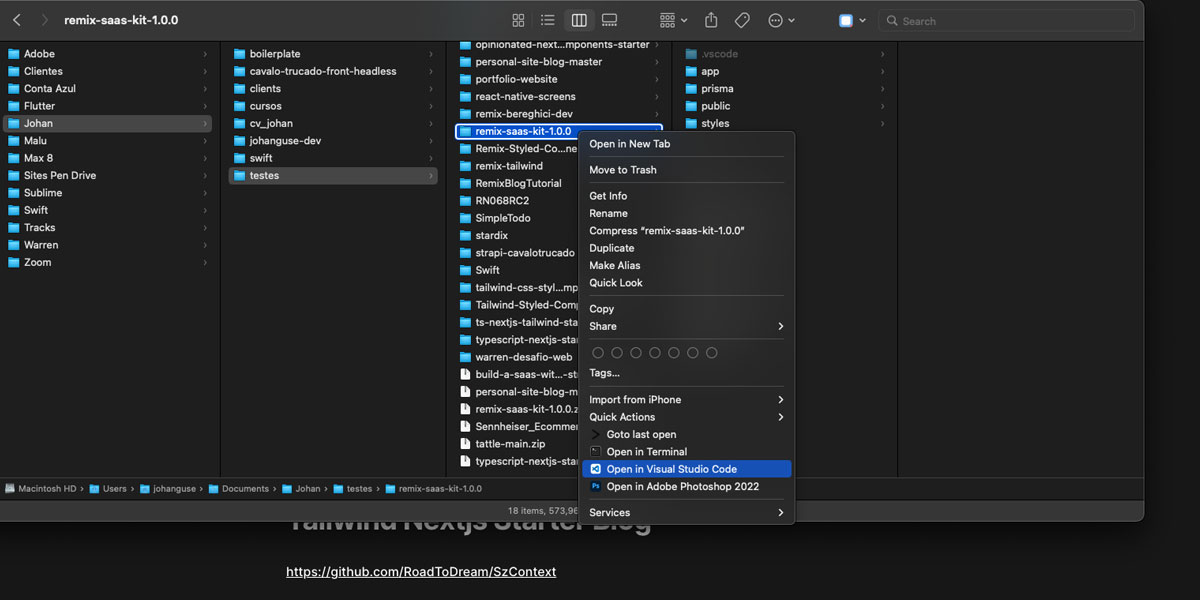 remix-saas-kit-1.0.0
Search
Adobe
Clientes
Conta Azul
Flutter
Johan
Malu
Max 8
Sites Pen Drive
Sublime
Swift
Tracks
Warren
Zoom
boilerplate
cavalo-trucado-front-headless
clients
cursos
cv_johan
johanguse-dev
swift
testes
opinionated-next...mponents-starter
personal-site-blog-master
portfolio-website
react-native-screens
remix-bereghici-dev
remix-saas-kit-1.0.0
Remix-Styled-Co...ne
remix-tailwind
RemixBlogTutorial
RN068RC2
SimpleTodo
stardix
strapi-cavalotrucado
Swift
tailwind-css-styl...mp
Tailwind-Styled-Comp
ts-nextjs-tailwind-sta
typescript-nextjs-star
warren-desafio-web
build-a-saas-wit...-st
personal-site-blog-m
remix-saas-kit-1.0.0.z
Sennheiser_Ecommer
tattle-main.zip
typescript-nextjs-star
.vscode
app
prisma
public
styles
Open in New Tab
Move to Trash
Get Info
Rename
Compress “remix-saas-kit-1.0.0”
Duplicate
Make Alias
Quick Look
Copy
Share
Tags...
Import from iPhone
Quick Actions
Goto last open
Open in Terminal
Open in Visual Studio Code
Ps Open in Adobe Photoshop 2022
Services
Macintosh HD › Users › johanguse › Documents › Johan › testes › remix-saas-kit-1.0.0
18 items, 573,96
Tailwind Nextjs Starter Blog
https://github.com/RoadToDream/SzContext